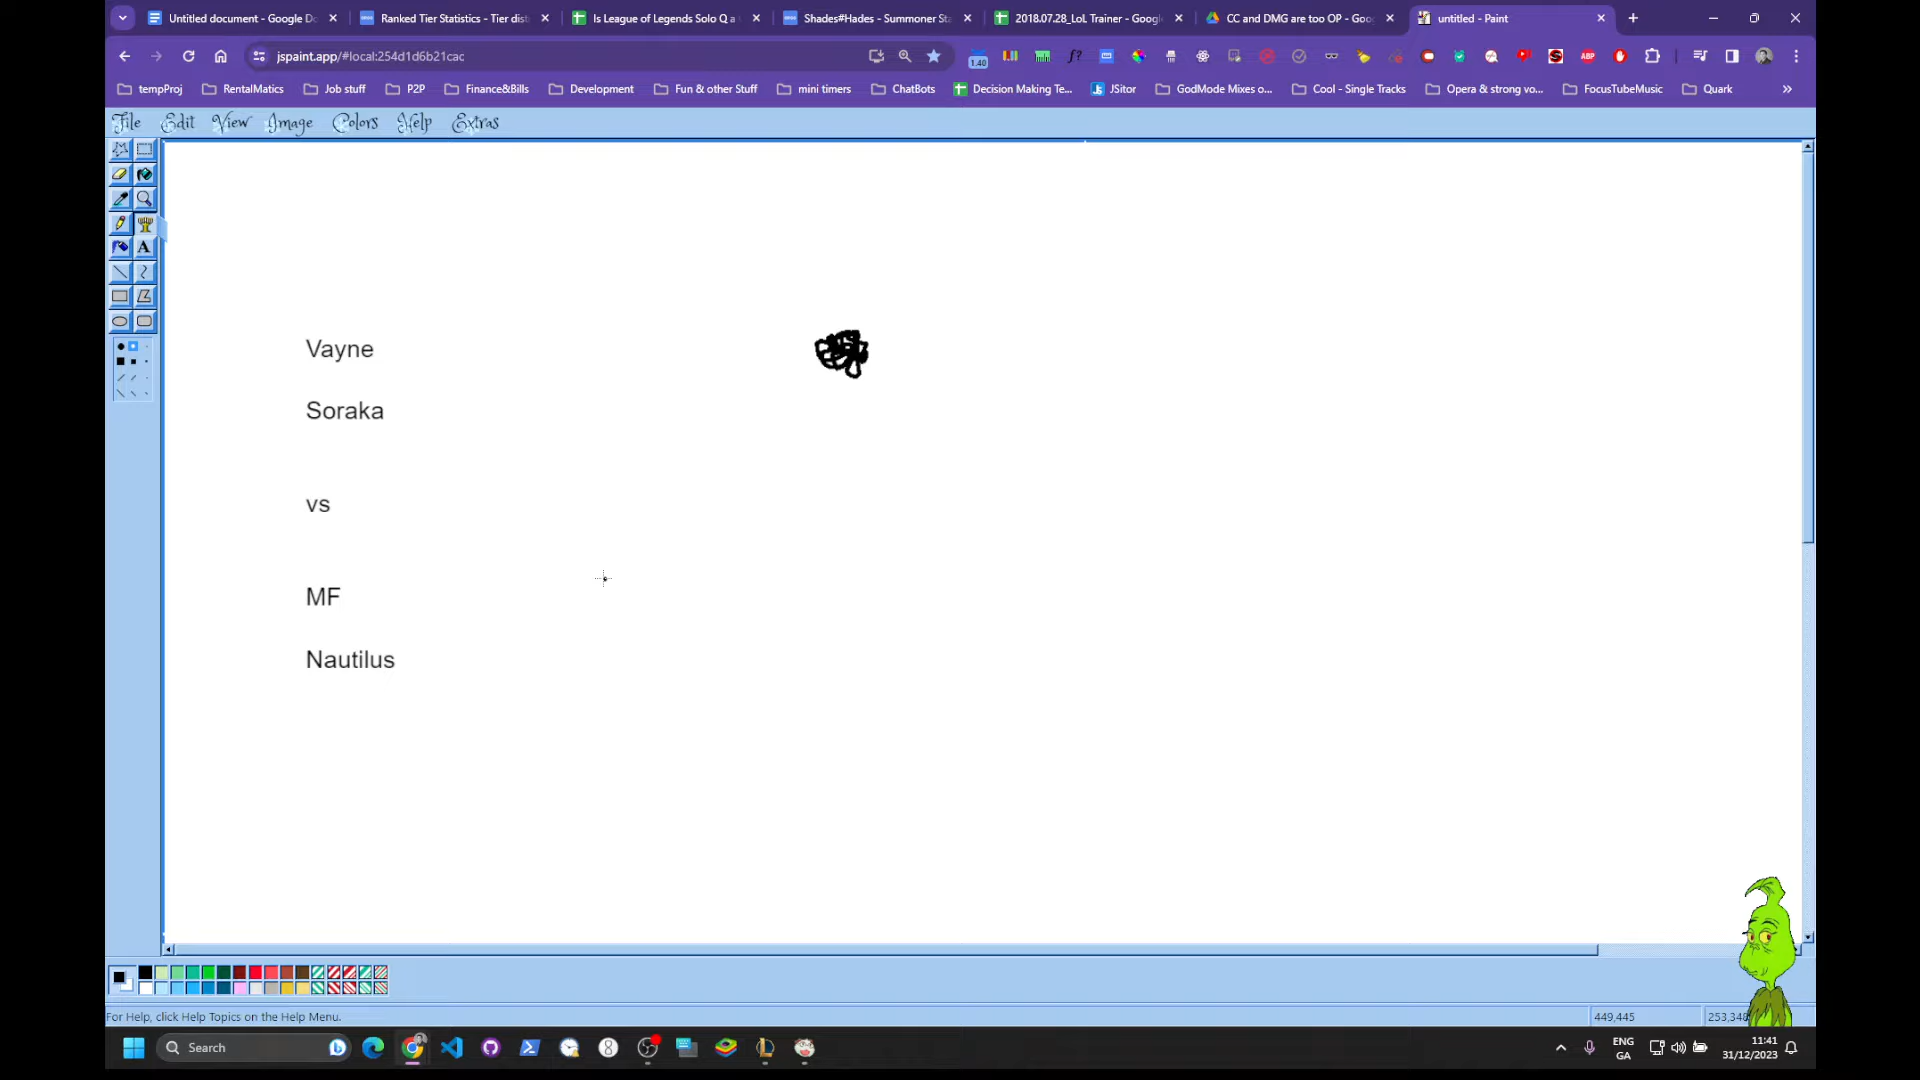 Untitled document - Google Do
Ranked Tier Statistics - Tier dist
Is League of Legends Solo Q a
Shades#Hades - Summoner Sta
2018.07.28_LoL Trainer - Googl
CC and DMG are too OP - Goo
untitled - Paint
jspaint.app/#local:254d1d6b21cac
1.40
ABP
tempProj
RentalMatics
Job stuff
P2P
Finance&Bills
Development
Fun & other Stuff
mini timers
ChatBots
Decision Making Te...
JSitor
GodMode Mixes o...
Cool - Single Tracks
Opera & strong vo...
FocusTubeMusic
Quark
File Edit View Image Colors Help Extras
Vayne
Soraka
vs
MF
Nautilus
For Help, click Help Topics on the Help Menu.
449,445
253,348
Search
ENG
GA
11:41
31/12/2023